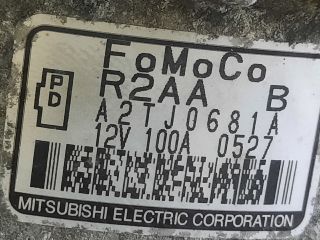 FoMoCo
P
D
R2AA B
A2TJ0681A
12V 100A 0527
MITSUBISHI ELECTRIC CORPORATION